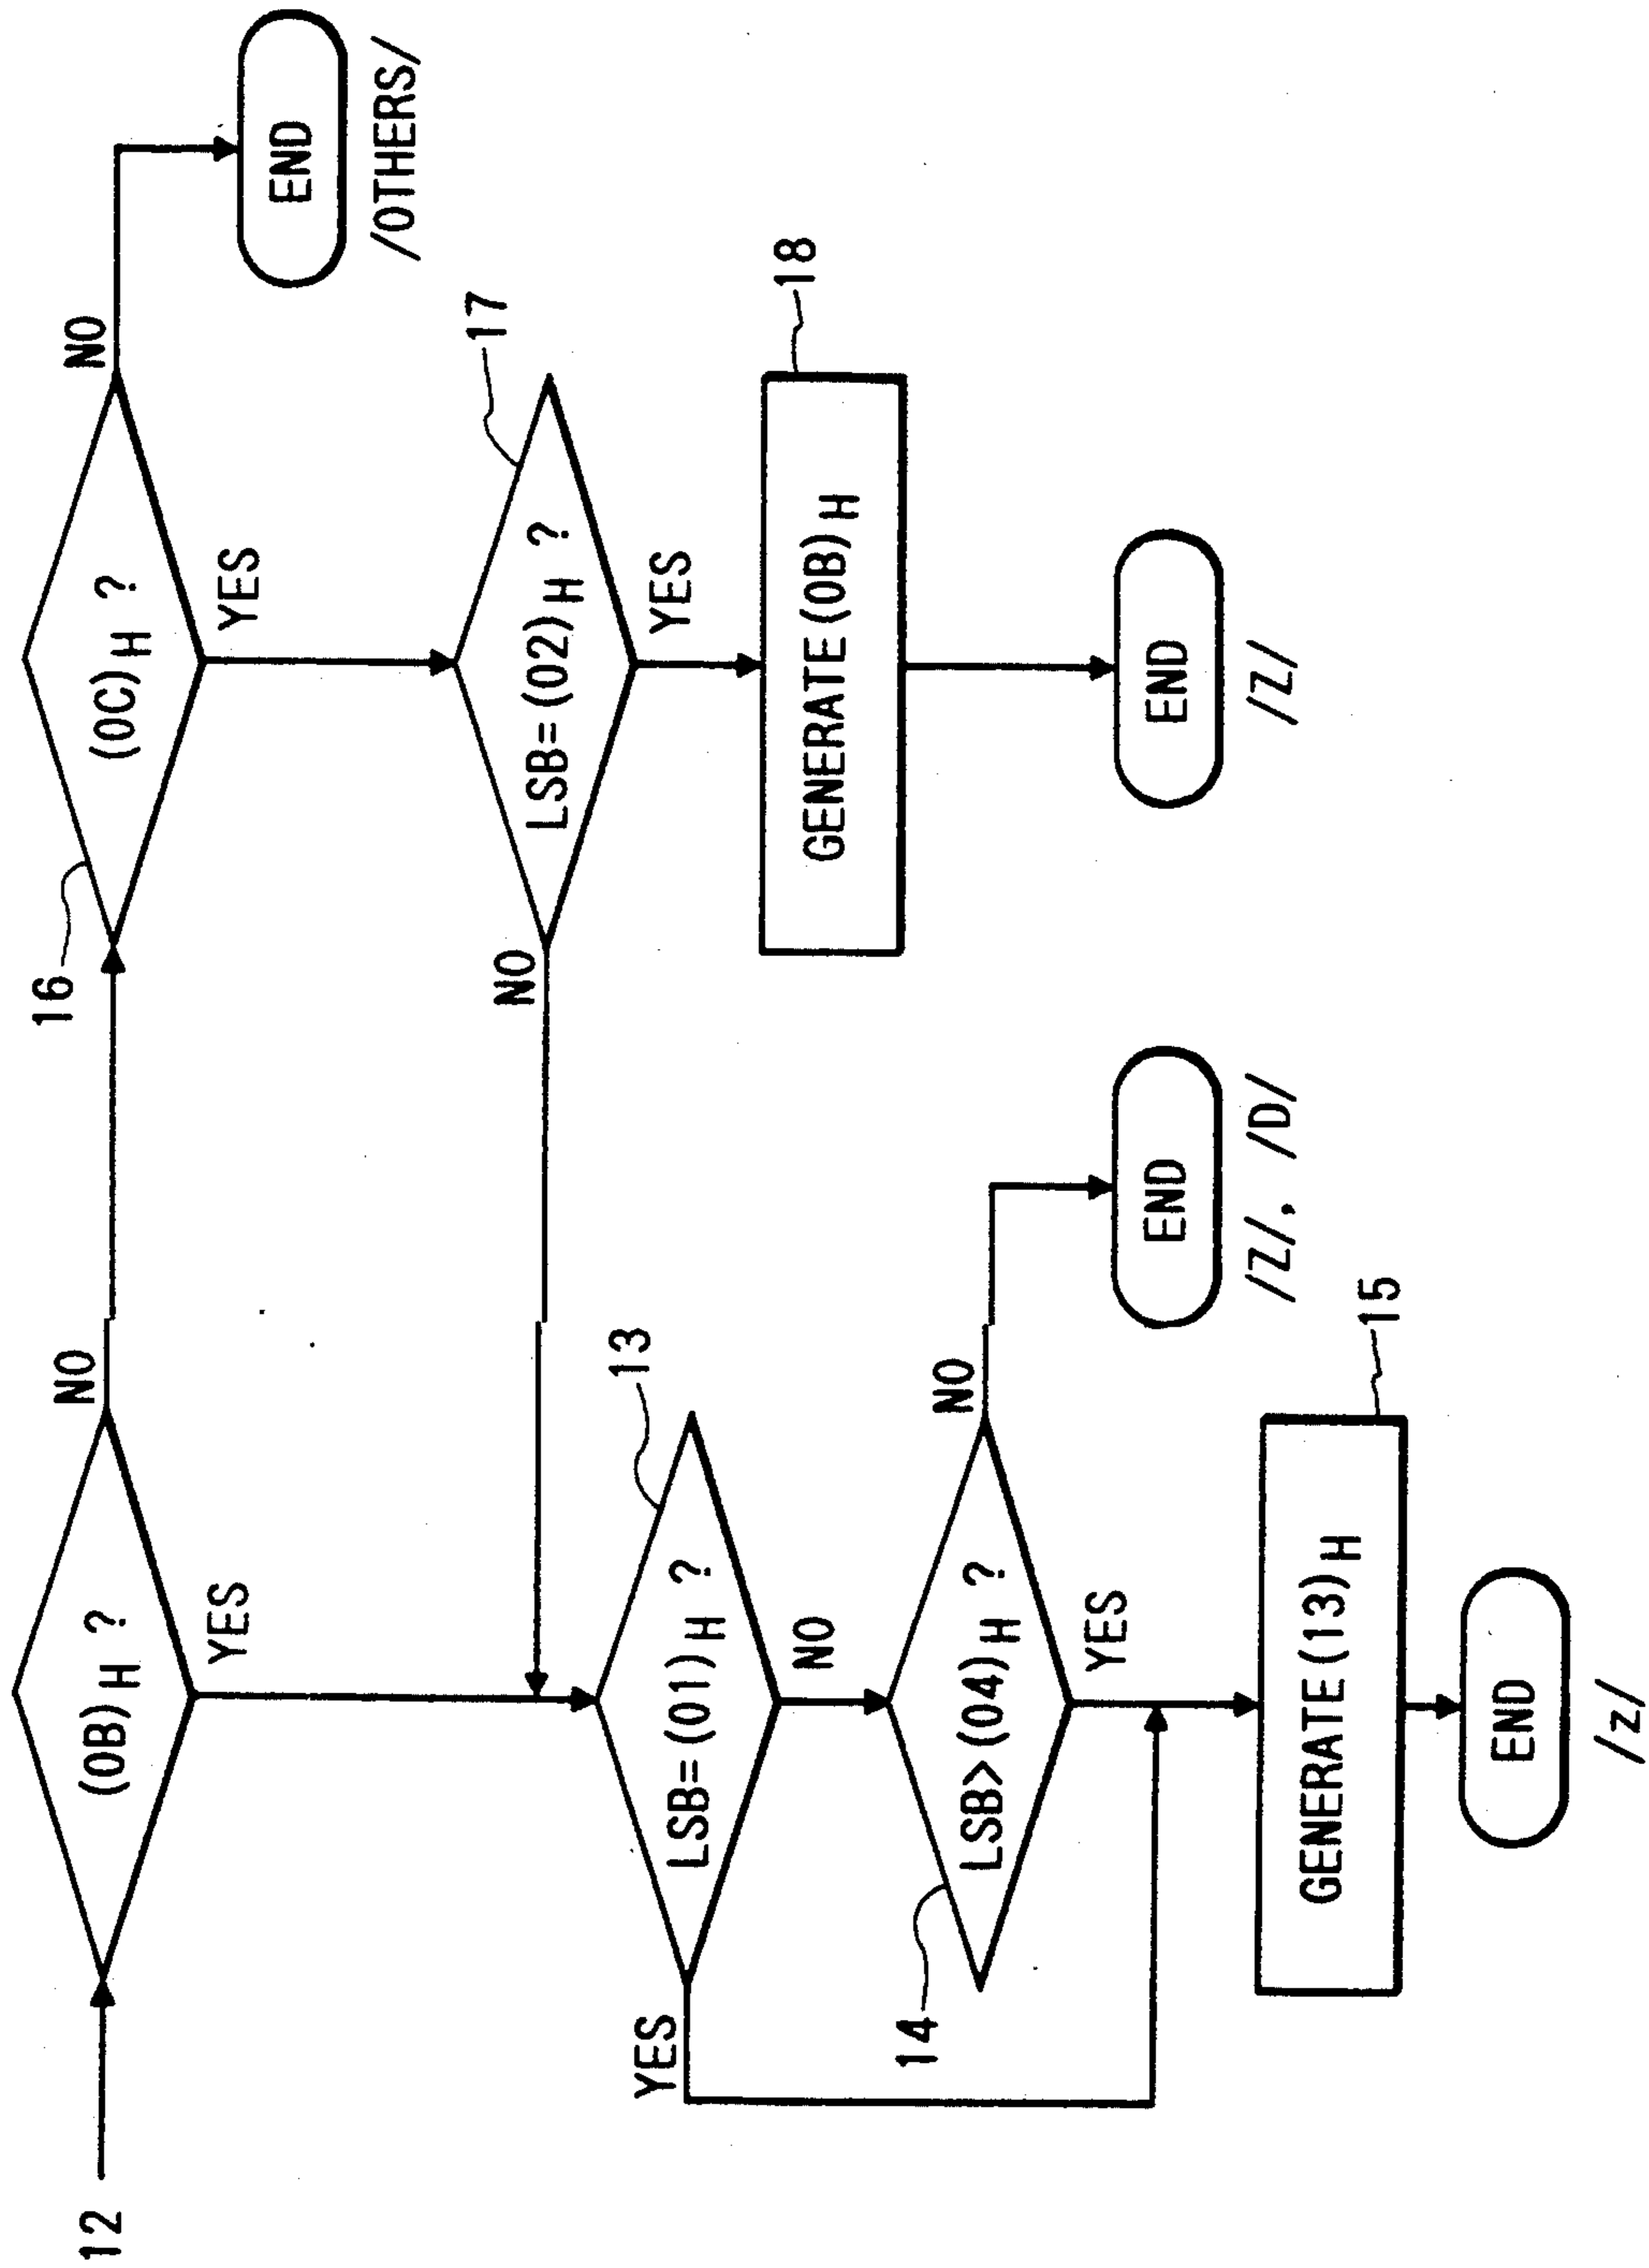 12
(0B)H ?
NO
YES
16
(0C)H ?
NO
YES
END
/OTHERS/
17
LSB=(02)H ?
NO
YES
18
GENERATE (0B)H
END
/Z/
13
LSB=(01)H ?
YES
NO
14
LSB>(04)H ?
NO
YES
END
/Z/, /D/
15
GENERATE (13)H
END
/z/